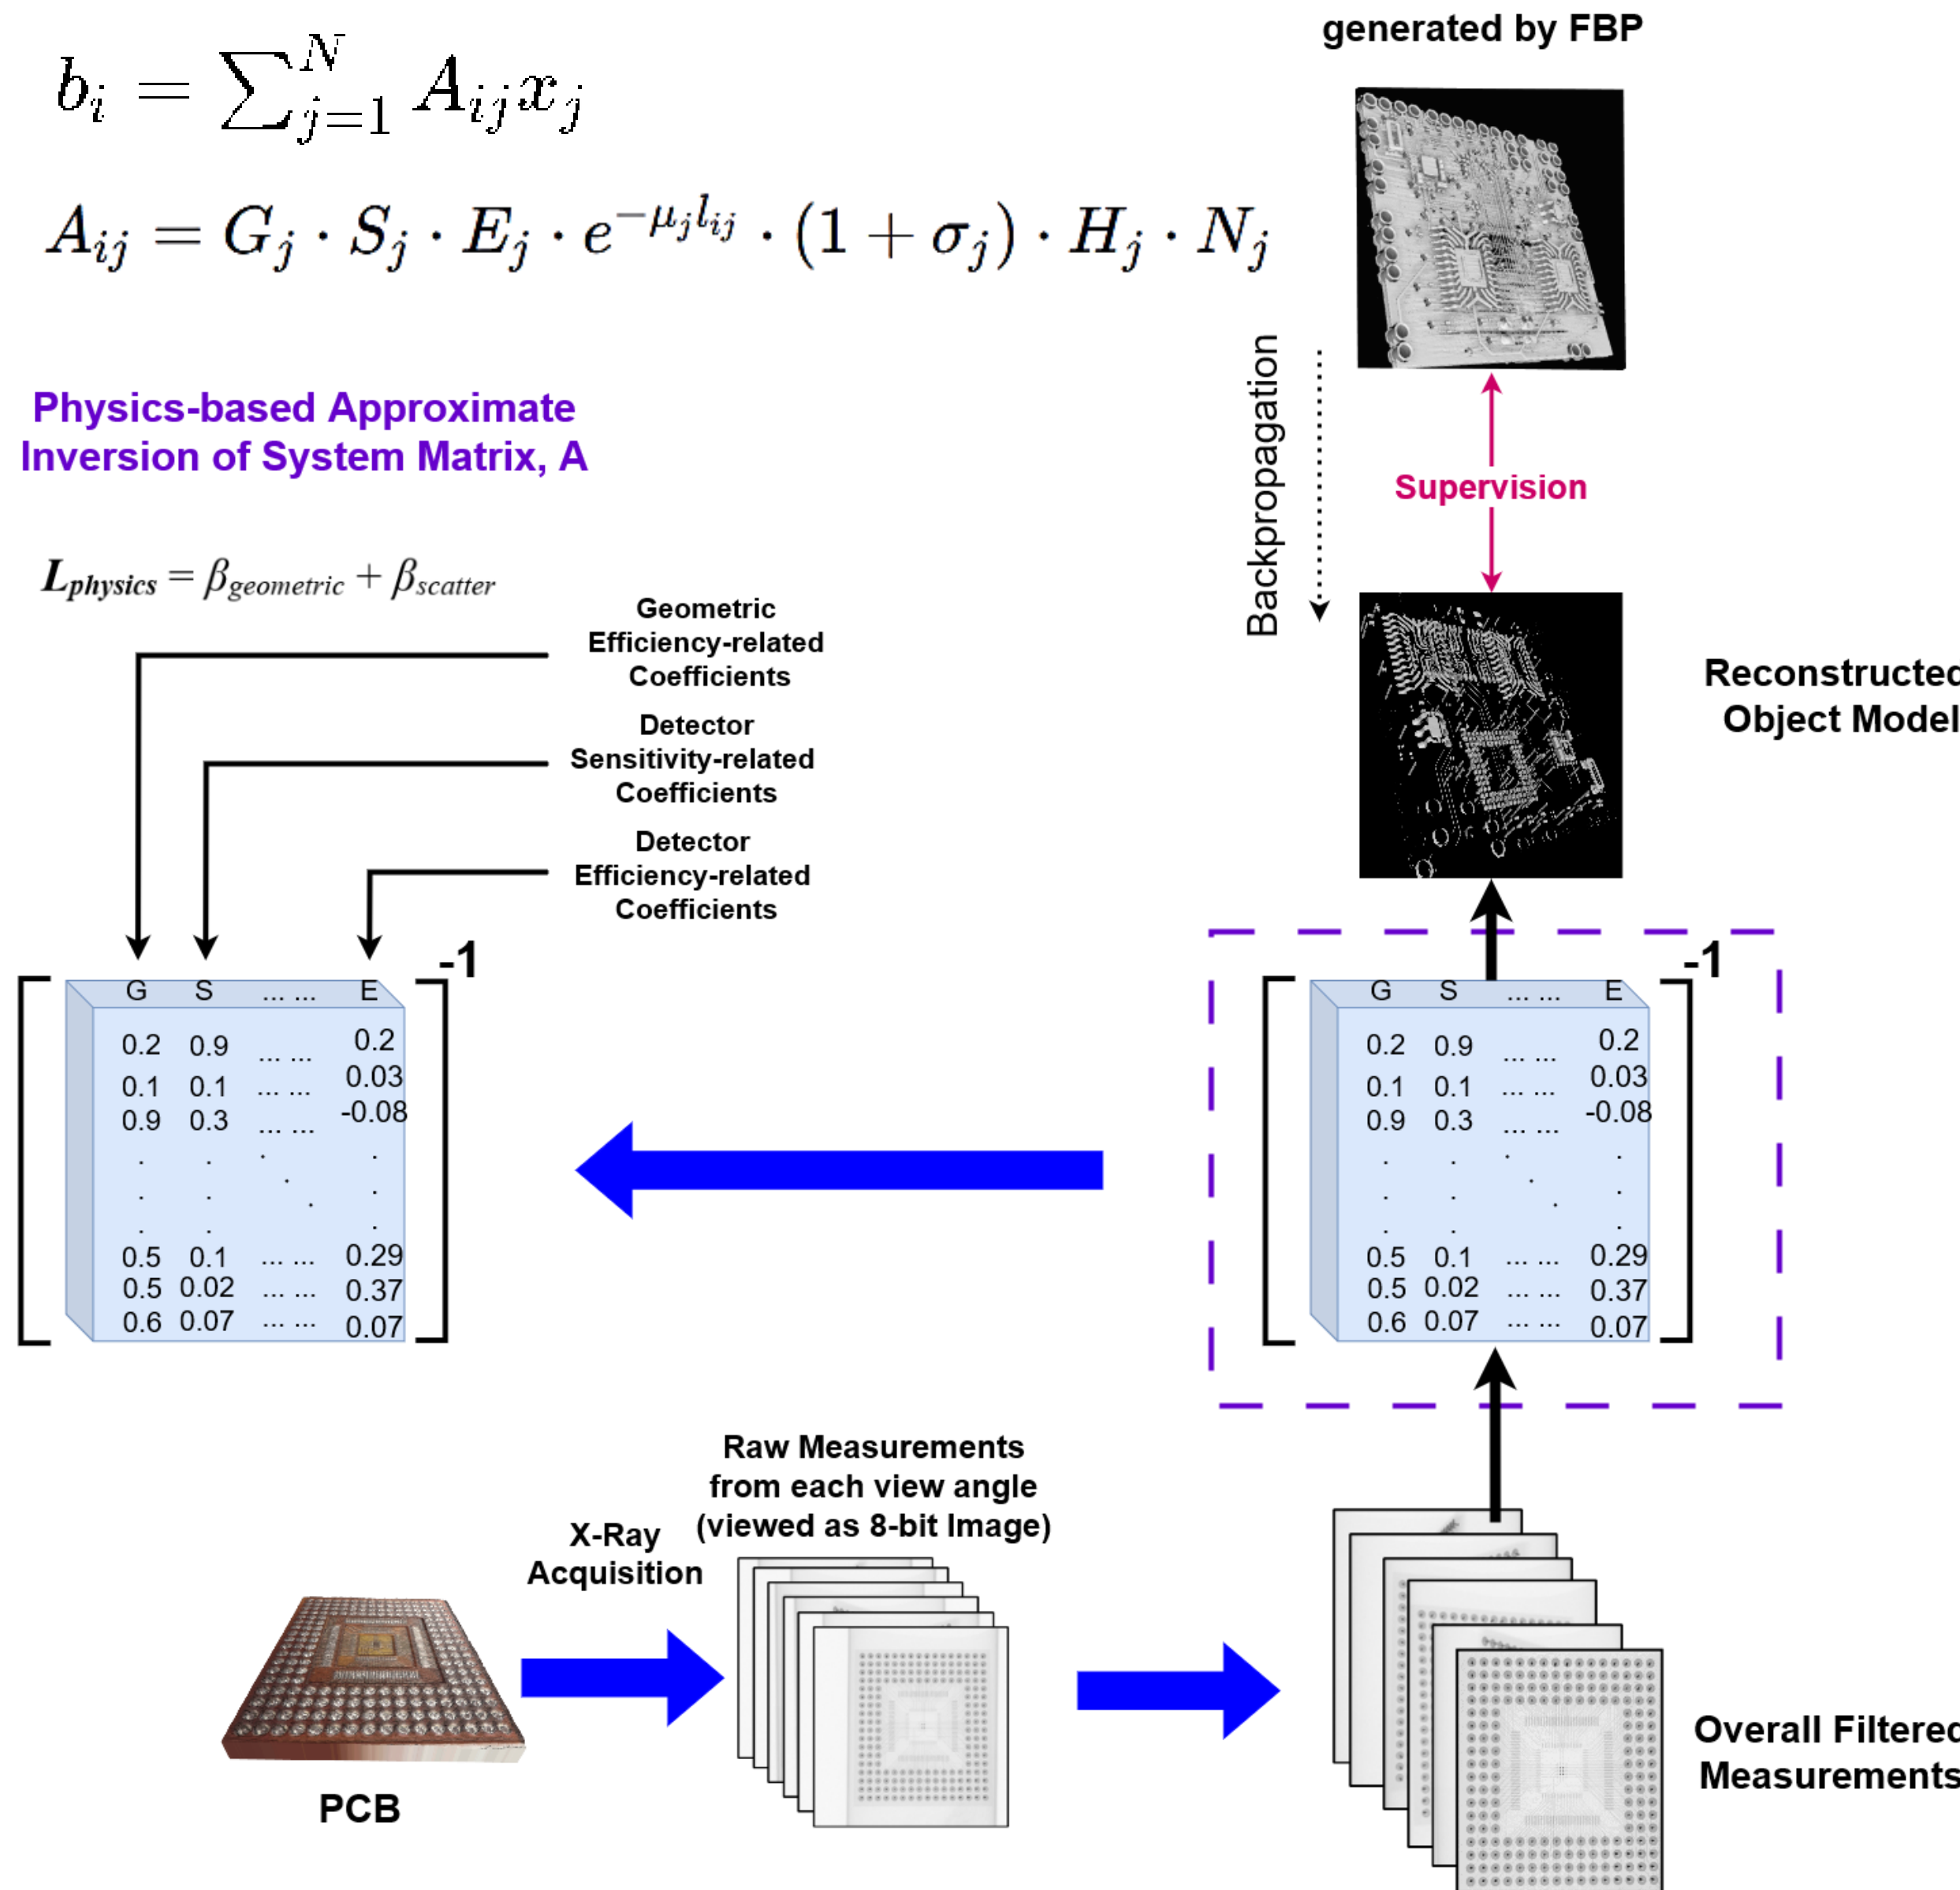 generated by FBP
b_i = \sum_{j=1}^{N} A_{ij} x_j
A_{ij} = G_j · S_j · E_j · e^{-μ_j l_{ij}} · (1 + σ_j) · H_j · N_j
Backpropagation
Physics-based Approximate
Inversion of System Matrix, A
Supervision
L_{physics} = β_{geometric} + β_{scatter}
Geometric
Efficiency-related
Coefficients
Detector
Sensitivity-related
Coefficients
Detector
Efficiency-related
Coefficients
Reconstructed
Object Model
-1
G S ... ... E
0.2 0.9 ... ... 0.2
0.1 0.1 ... ... 0.03
0.9 0.3 ... ... -0.08
. . . .
. . . .
. . . .
0.5 0.1 ... ... 0.29
0.5 0.02 ... ... 0.37
0.6 0.07 ... ... 0.07
-1
G S ... ... E
0.2 0.9 ... ... 0.2
0.1 0.1 ... ... 0.03
0.9 0.3 ... ... -0.08
. . . .
. . . .
. . . .
0.5 0.1 ... ... 0.29
0.5 0.02 ... ... 0.37
0.6 0.07 ... ... 0.07
Raw Measurements
from each view angle
(viewed as 8-bit Image)
X-Ray
Acquisition
PCB
Overall Filtered
Measurements